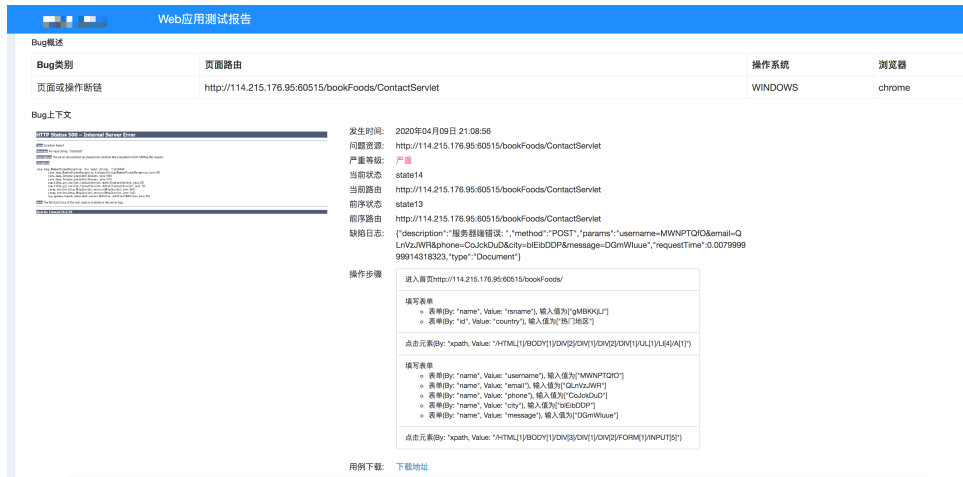 Web应用测试报告
Bug概述
Bug类别 页面路由 操作系统 浏览器
页面或操作断链 http://114.215.176.95:60515/bookFoods/ContactServlet WINDOWS chrome
Bug上下文
HTTP Status 500 – Internal Server Error
发生时间: 2020年04月09日 21:08:56
问题资源: http://114.215.176.95:60515/bookFoods/ContactServlet
严重等级: 严重
当前状态 state14
当前路由 http://114.215.176.95:60515/bookFoods/ContactServlet
前序状态 state13
前序路由 http://114.215.176.95:60515/bookFoods/ContactServlet
缺陷日志: {"description":"服务器端错误: ","method":"POST","params":"username=MWNPTQfO&email=Q
LnVzJWR&phone=CoJckDuD&city=blEibDDP&message=DGmWluue","requestTime":0.0079999
99914318323,"type":"Document"}
操作步骤
进入首页http://114.215.176.95:60515/bookFoods/
填写表单
表单(By: "name", Value: "rsname"), 输入值为["gMBKKjLl"]
表单(By: "id", Value: "country"), 输入值为["热门地区"]
点击元素(By: "xpath, Value: "/HTML[1]/BODY[1]/DIV[2]/DIV[1]/DIV[2]/DIV[1]/UL[1]/LI[4]/A[1]")
填写表单
表单(By: "name", Value: "username"), 输入值为["MWNPTQfO"]
表单(By: "name", Value: "email"), 输入值为["QLnVzJWR"]
表单(By: "name", Value: "phone"), 输入值为["CoJckDuD"]
表单(By: "name", Value: "city"), 输入值为["blEibDDP"]
表单(By: "name", Value: "message"), 输入值为["DGmWluue"]
点击元素(By: "xpath, Value: "/HTML[1]/BODY[1]/DIV[3]/DIV[1]/DIV[2]/FORM[1]/INPUT[5]")
用例下载: 下载地址